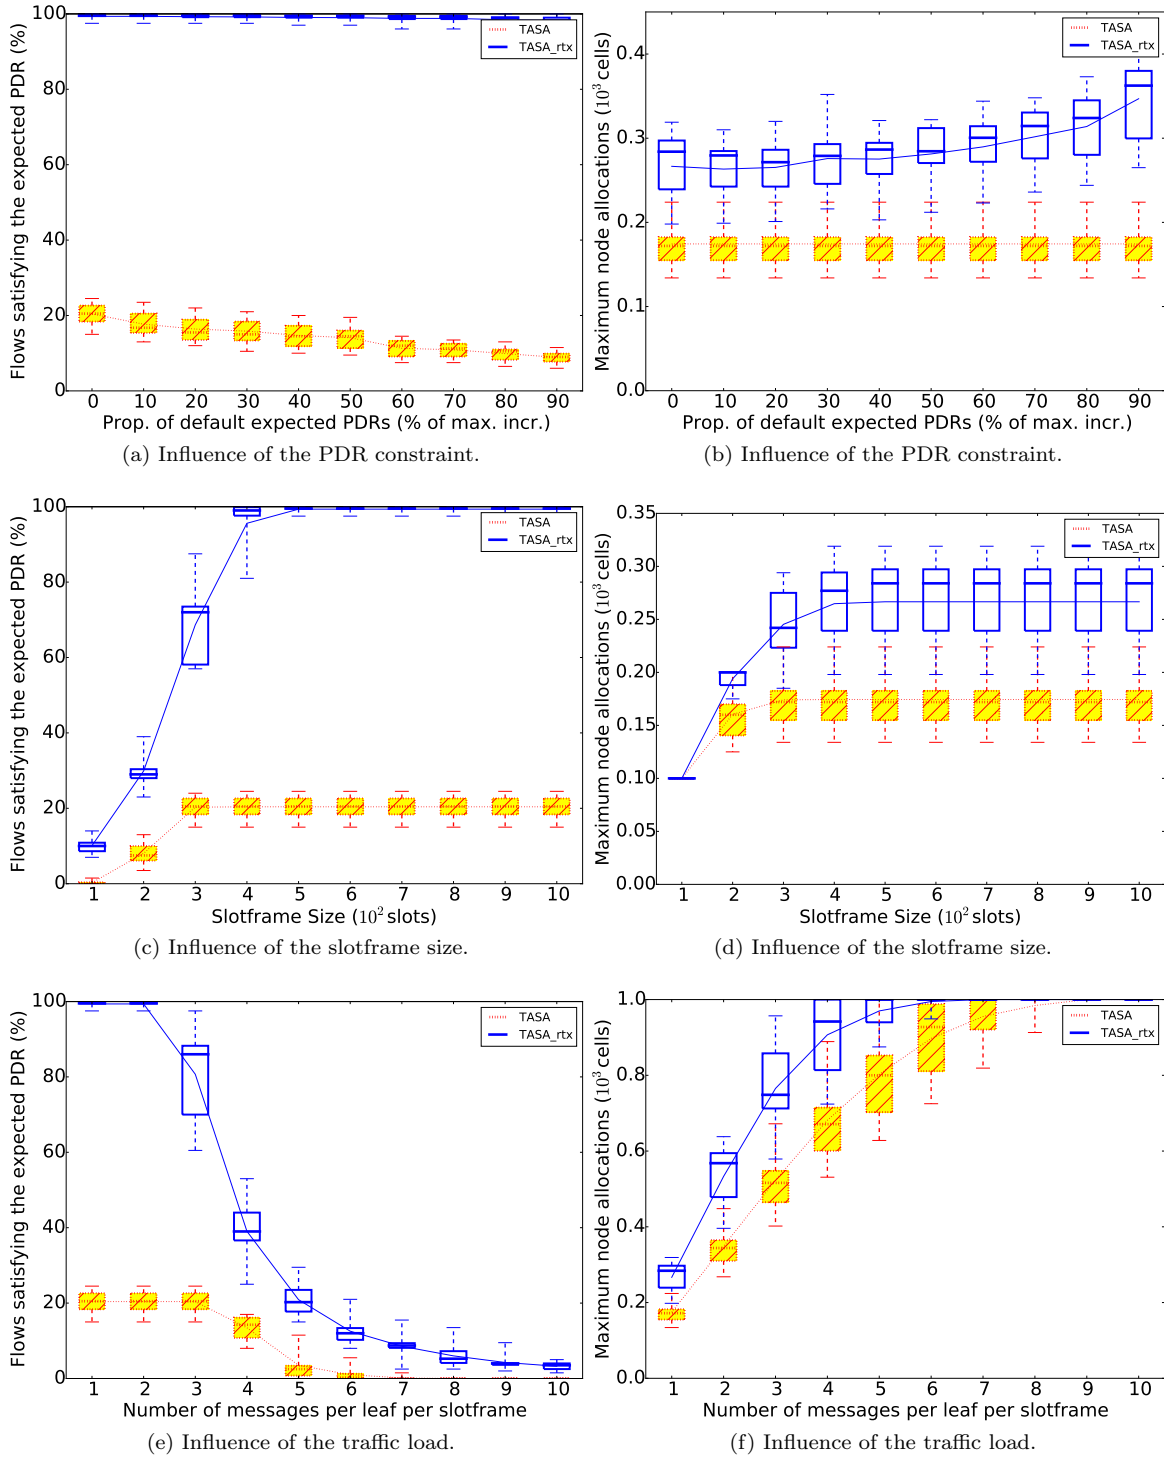 Flows satisfying the expected PDR (%)
100
80
60
40
20
0
TASA
TASA_rtx
0 10 20 30 40 50 60 70 80 90
Prop. of default expected PDRs (% of max. incr.)
(a) Influence of the PDR constraint.
Maximum node allocations (10³ cells)
0.4
0.3
0.2
0.1
0.0
TASA
TASA_rtx
0 10 20 30 40 50 60 70 80 90
Prop. of default expected PDRs (% of max. incr.)
(b) Influence of the PDR constraint.
Flows satisfying the expected PDR (%)
100
80
60
40
20
0
TASA
TASA_rtx
1 2 3 4 5 6 7 8 9 10
Slotframe Size (10² slots)
(c) Influence of the slotframe size.
Maximum node allocations (10³ cells)
0.35
0.30
0.25
0.20
0.15
0.10
0.05
0.00
TASA
TASA_rtx
1 2 3 4 5 6 7 8 9 10
Slotframe Size (10² slots)
(d) Influence of the slotframe size.
Flows satisfying the expected PDR (%)
100
80
60
40
20
0
TASA
TASA_rtx
1 2 3 4 5 6 7 8 9 10
Number of messages per leaf per slotframe
(e) Influence of the traffic load.
Maximum node allocations (10³ cells)
1.0
0.8
0.6
0.4
0.2
0.0
TASA
TASA_rtx
1 2 3 4 5 6 7 8 9 10
Number of messages per leaf per slotframe
(f) Influence of the traffic load.